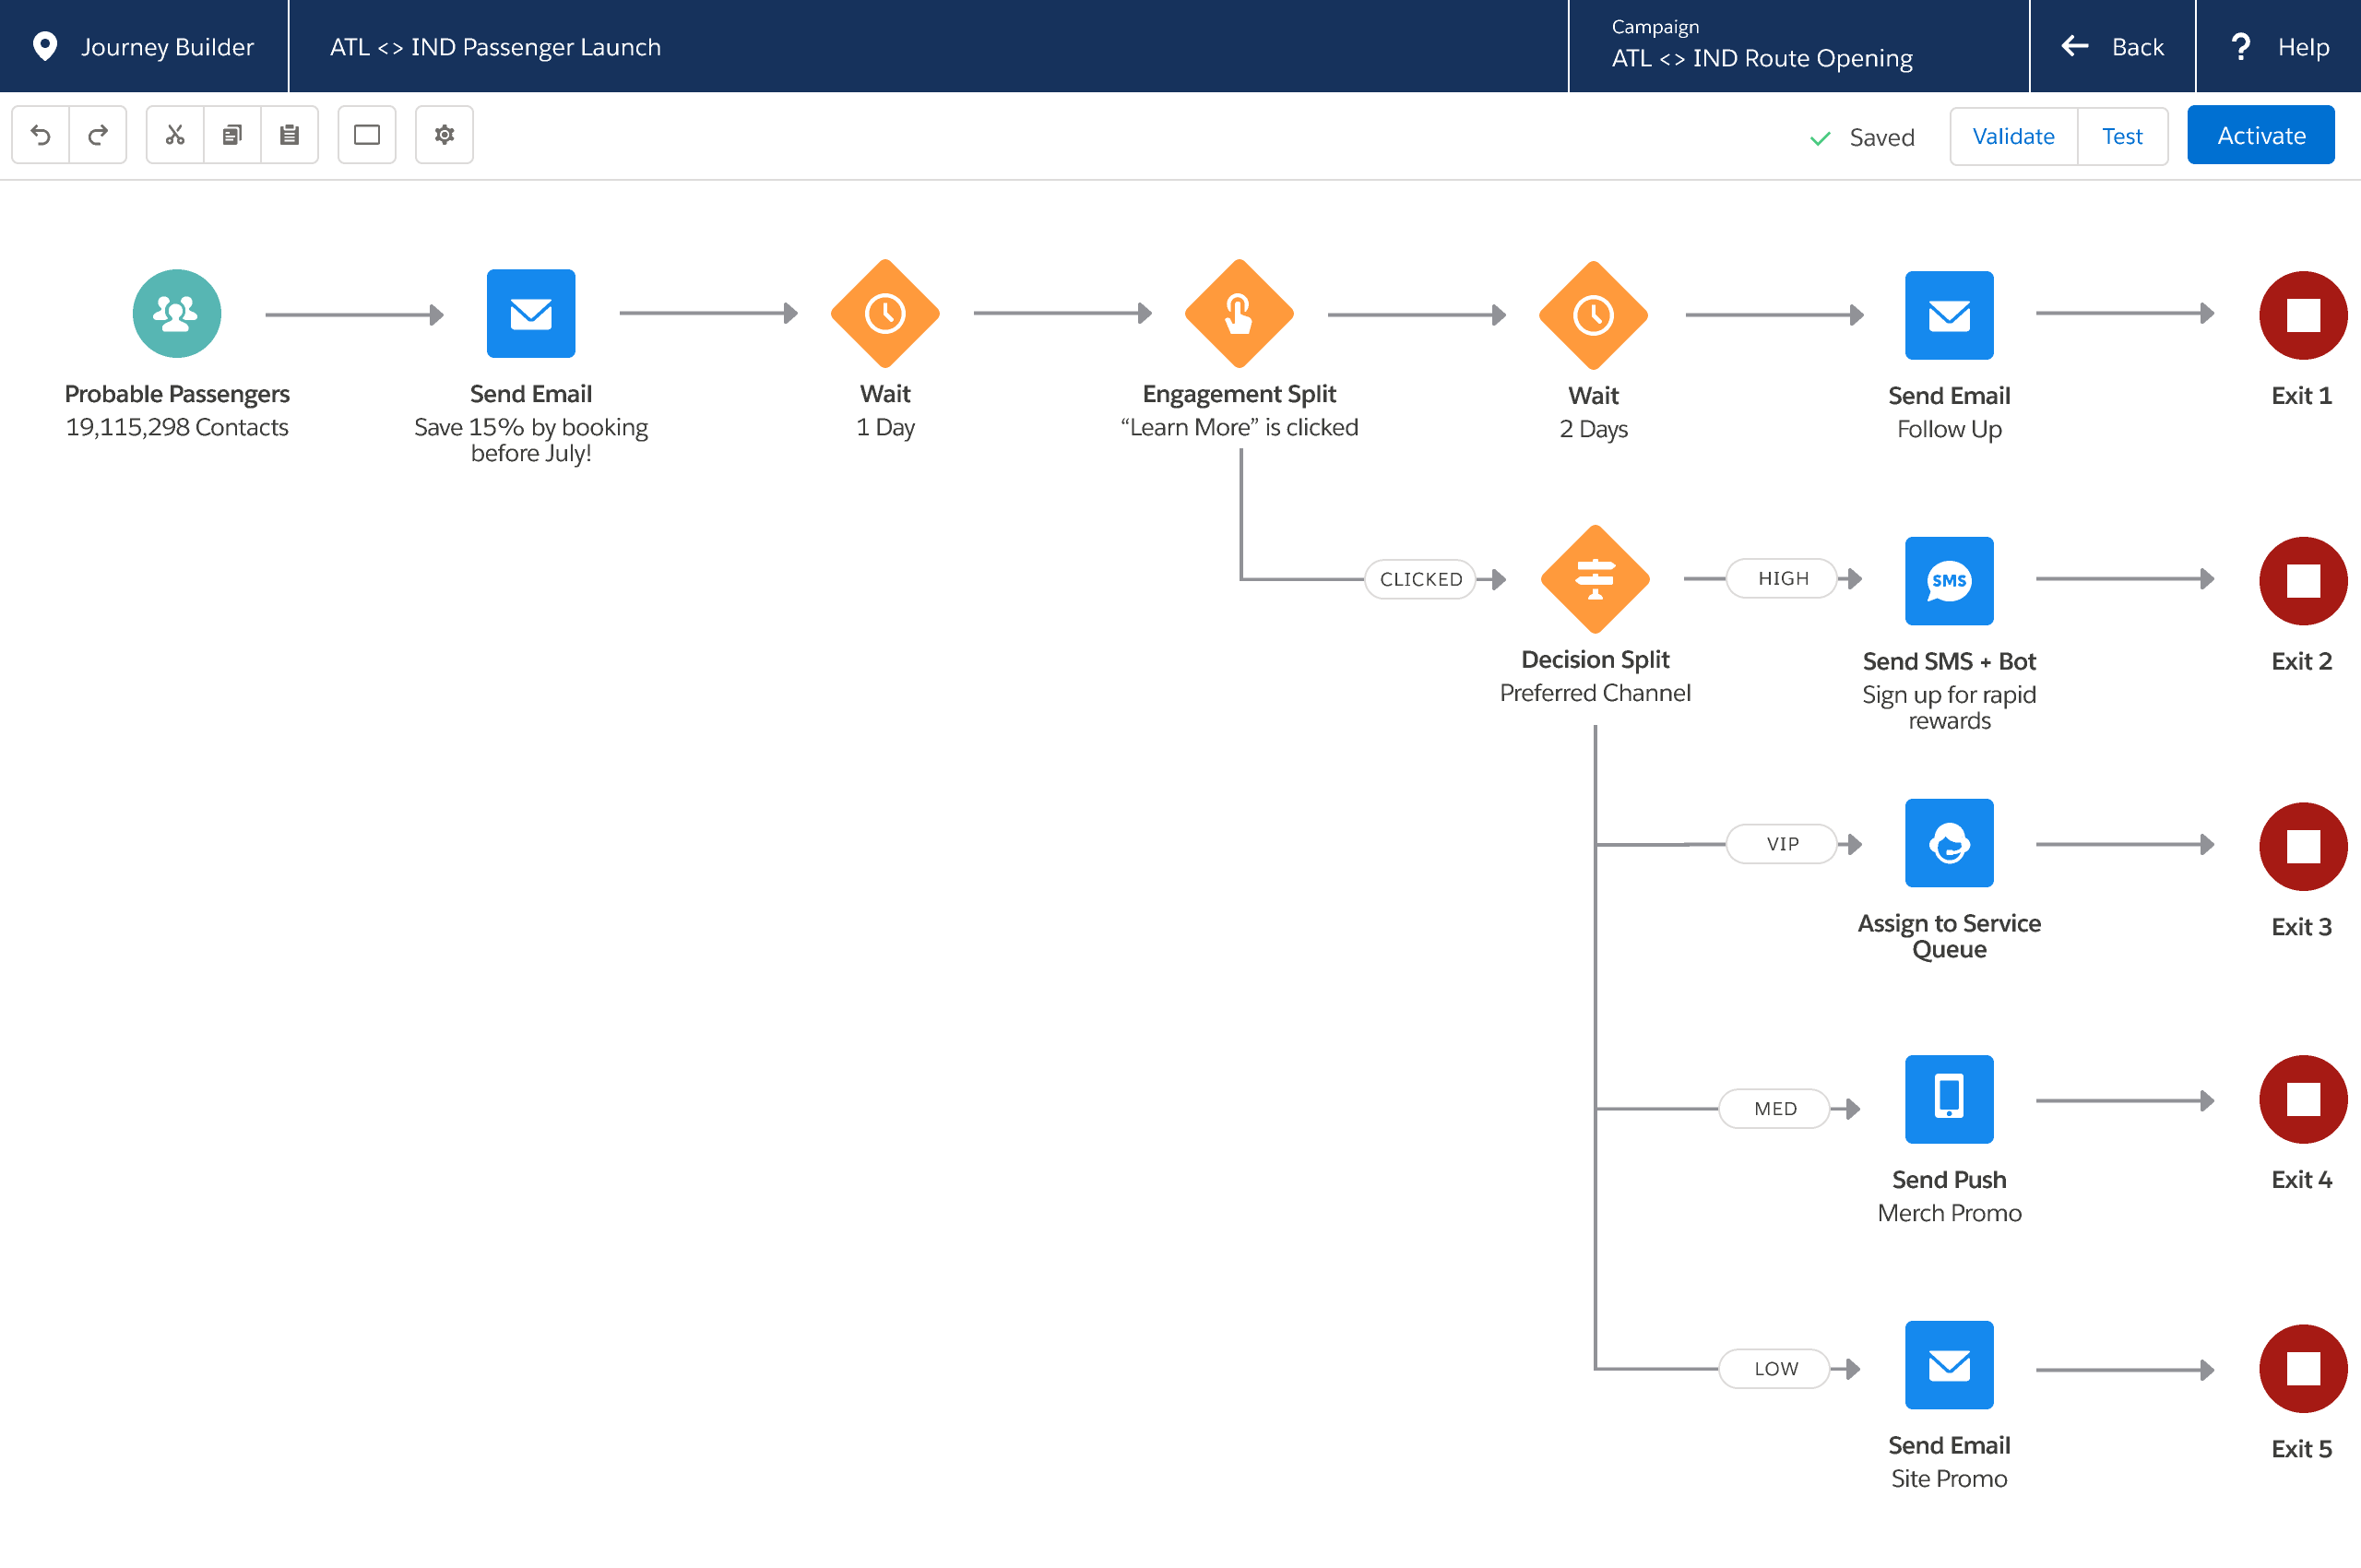 Journey Builder
ATL <> IND Passenger Launch
Campaign
ATL <> IND Route Opening
Back
? Help
Saved
Validate
Test
Activate
Probable Passengers
19,115,298 Contacts
Send Email
Save 15% by booking
before July!
Wait
1 Day
Engagement Split
“Learn More” is clicked
Wait
2 Days
Send Email
Follow Up
Exit 1
CLICKED
Decision Split
Preferred Channel
HIGH
SMS
Send SMS + Bot
Sign up for rapid
rewards
Exit 2
VIP
Assign to Service
Queue
Exit 3
MED
Send Push
Merch Promo
Exit 4
LOW
Send Email
Site Promo
Exit 5